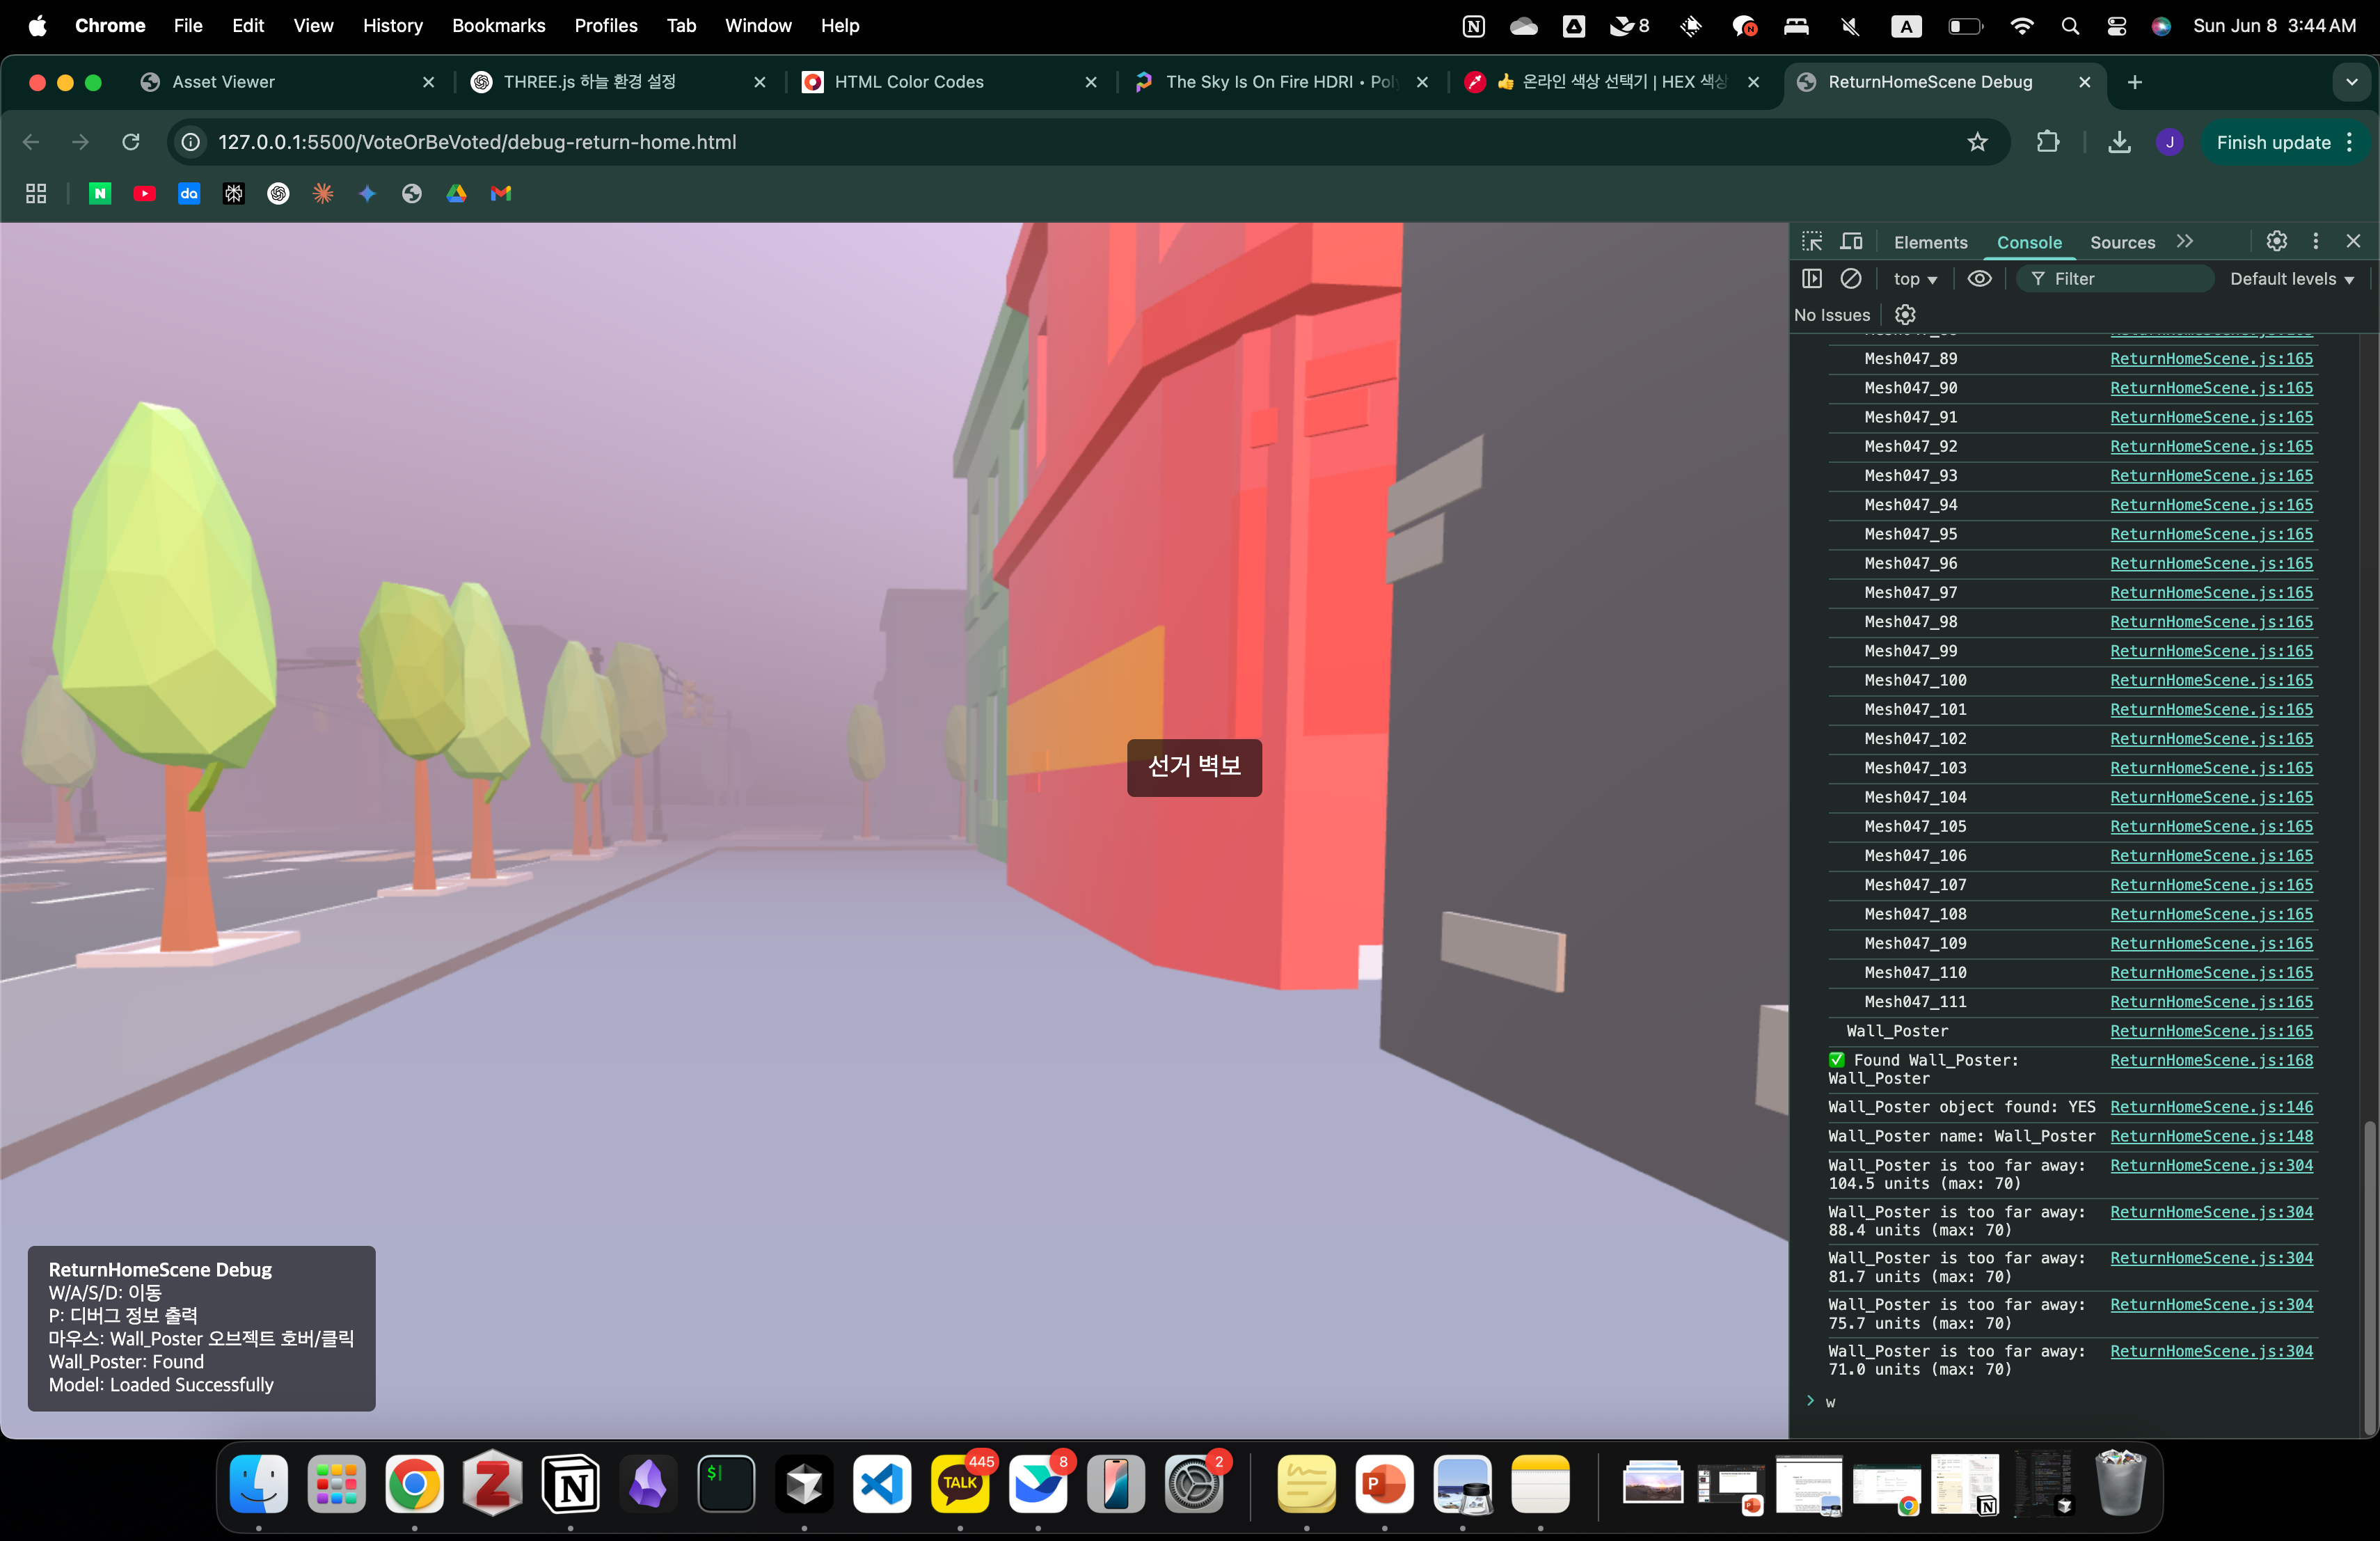 Chrome File Edit View History Bookmarks Profiles Tab Window Help 8 A Sun Jun 8 3:44 AM
Asset Viewer THREE.js 하늘 환경 설정 HTML Color Codes The Sky Is On Fire HDRI • Pol 👍 온라인 색상 선택기 | HEX 색상 ReturnHomeScene Debug
127.0.0.1:5500/VoteOrBeVoted/debug-return-home.html J Finish update
N da
Elements Console Sources
top Filter Default levels
No Issues
Mesh047_89 ReturnHomeScene.js:165
Mesh047_90 ReturnHomeScene.js:165
Mesh047_91 ReturnHomeScene.js:165
Mesh047_92 ReturnHomeScene.js:165
Mesh047_93 ReturnHomeScene.js:165
Mesh047_94 ReturnHomeScene.js:165
Mesh047_95 ReturnHomeScene.js:165
Mesh047_96 ReturnHomeScene.js:165
Mesh047_97 ReturnHomeScene.js:165
Mesh047_98 ReturnHomeScene.js:165
Mesh047_99 ReturnHomeScene.js:165
Mesh047_100 ReturnHomeScene.js:165
Mesh047_101 ReturnHomeScene.js:165
Mesh047_102 ReturnHomeScene.js:165
Mesh047_103 ReturnHomeScene.js:165
Mesh047_104 ReturnHomeScene.js:165
Mesh047_105 ReturnHomeScene.js:165
Mesh047_106 ReturnHomeScene.js:165
Mesh047_107 ReturnHomeScene.js:165
Mesh047_108 ReturnHomeScene.js:165
Mesh047_109 ReturnHomeScene.js:165
Mesh047_110 ReturnHomeScene.js:165
Mesh047_111 ReturnHomeScene.js:165
Wall_Poster ReturnHomeScene.js:165
✅ Found Wall_Poster: ReturnHomeScene.js:168
Wall_Poster
Wall_Poster object found: YES ReturnHomeScene.js:146
Wall_Poster name: Wall_Poster ReturnHomeScene.js:148
Wall_Poster is too far away: ReturnHomeScene.js:304
104.5 units (max: 70)
Wall_Poster is too far away: ReturnHomeScene.js:304
88.4 units (max: 70)
Wall_Poster is too far away: ReturnHomeScene.js:304
81.7 units (max: 70)
Wall_Poster is too far away: ReturnHomeScene.js:304
75.7 units (max: 70)
Wall_Poster is too far away: ReturnHomeScene.js:304
71.0 units (max: 70)
w
선거 벽보
ReturnHomeScene Debug
W/A/S/D: 이동
P: 디버그 정보 출력
마우스: Wall_Poster 오브젝트 호버/클릭
Wall_Poster: Found
Model: Loaded Successfully
TALK 445 8 2